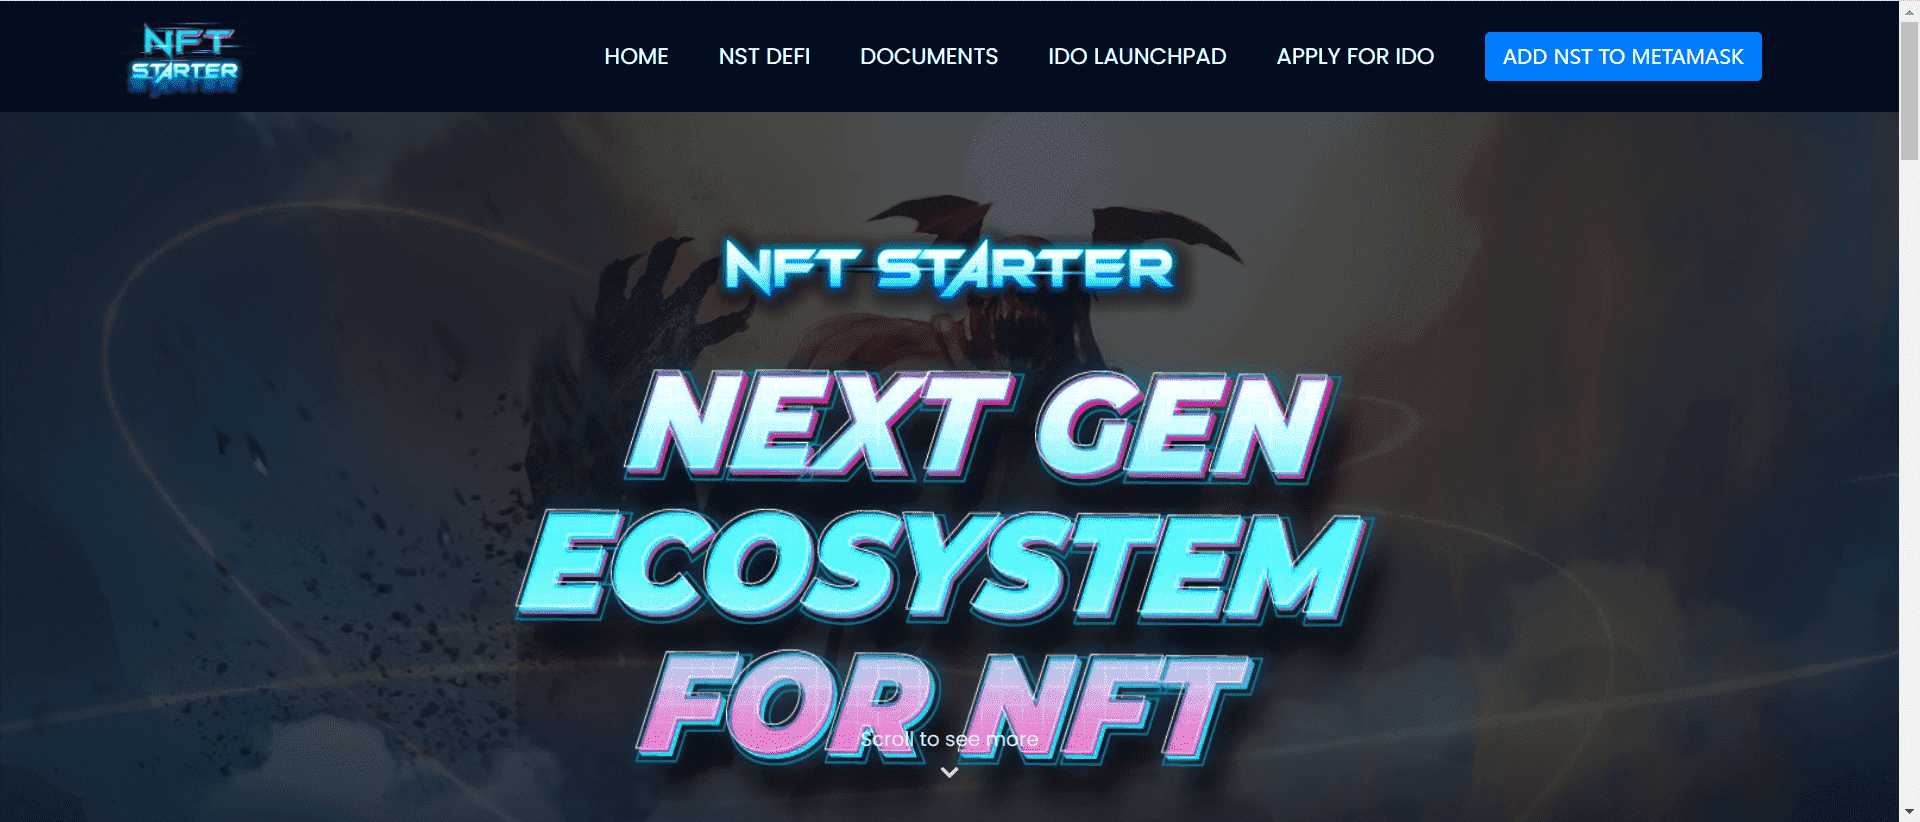 NFT
STARTER
HOME
NST DEFI
DOCUMENTS
IDO LAUNCHPAD
APPLY FOR IDO
ADD NST TO METAMASK
NFT STARTER
NEXT GEN
ECOSYSTEM
FOR NFT
Scroll to see more